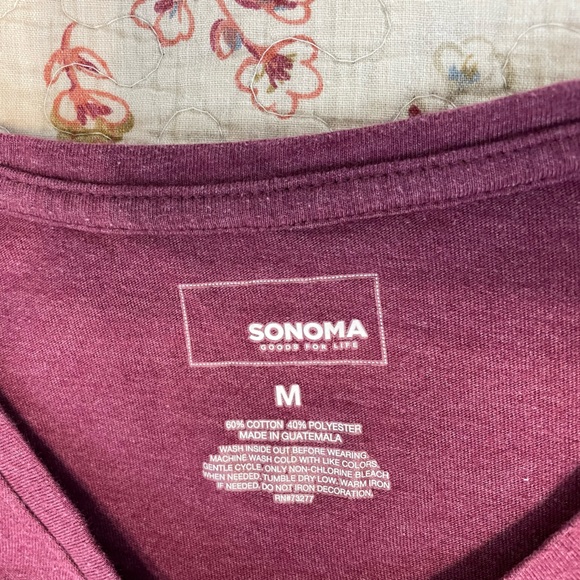 SONOMA
GOODS FOR LIFE
M
60% COTTON 40% POLYESTER
MADE IN GUATEMALA
WASH INSIDE OUT BEFORE WEARING.
MACHINE WASH COLD WITH LIKE COLORS,
GENTLE CYCLE. ONLY NON-CHLORINE BLEACH
WHEN NEEDED. TUMBLE DRY LOW. WARM IRON
IF NEEDED. DO NOT IRON DECORATION.
RN#73277